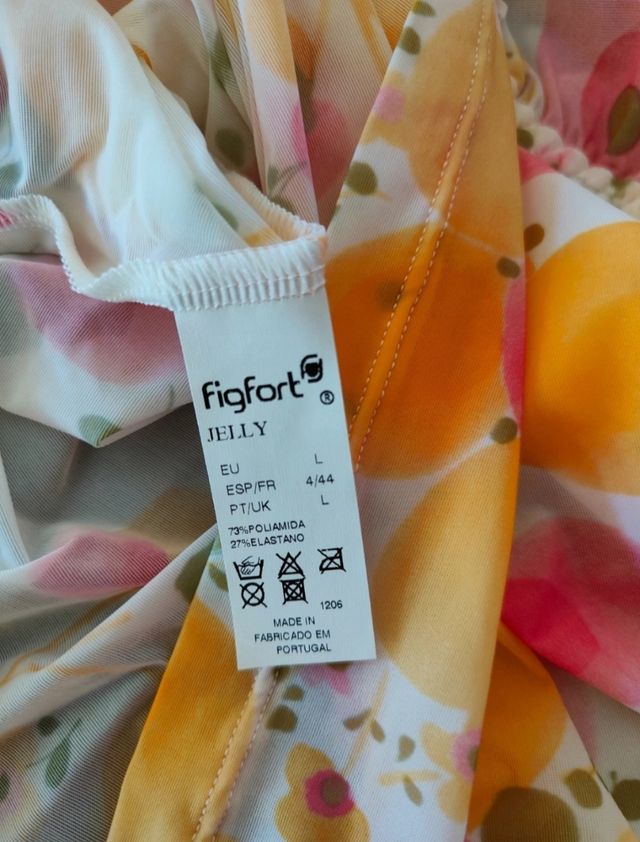 figfort®
JELLY
EU L
ESP/FR 4/44
PT/UK L
73%POLIAMIDA
27%ELASTANO
1206
MADE IN
FABRICADO EM
PORTUGAL